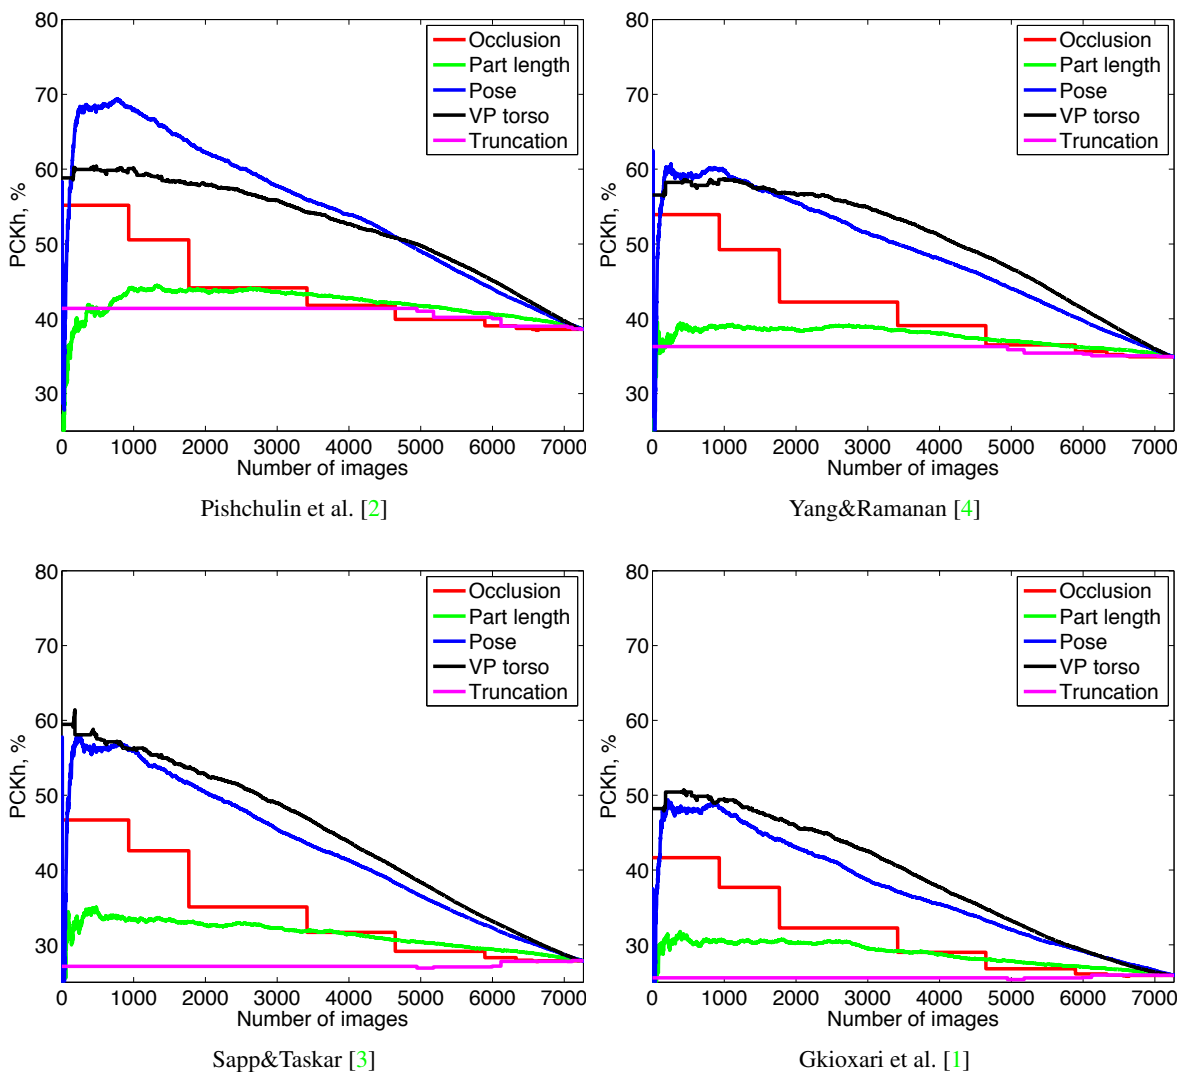 80
70
60
50
40
30
PCKh, %
Occlusion
Part length
Pose
VP torso
Truncation
0 1000 2000 3000 4000 5000 6000 7000
Number of images
Pishchulin et al. [2]
80
70
60
50
40
30
PCKh, %
Occlusion
Part length
Pose
VP torso
Truncation
0 1000 2000 3000 4000 5000 6000 7000
Number of images
Yang&Ramanan [4]
80
70
60
50
40
30
PCKh, %
Occlusion
Part length
Pose
VP torso
Truncation
0 1000 2000 3000 4000 5000 6000 7000
Number of images
Sapp&Taskar [3]
80
70
60
50
40
30
PCKh, %
Occlusion
Part length
Pose
VP torso
Truncation
0 1000 2000 3000 4000 5000 6000 7000
Number of images
Gkioxari et al. [1]